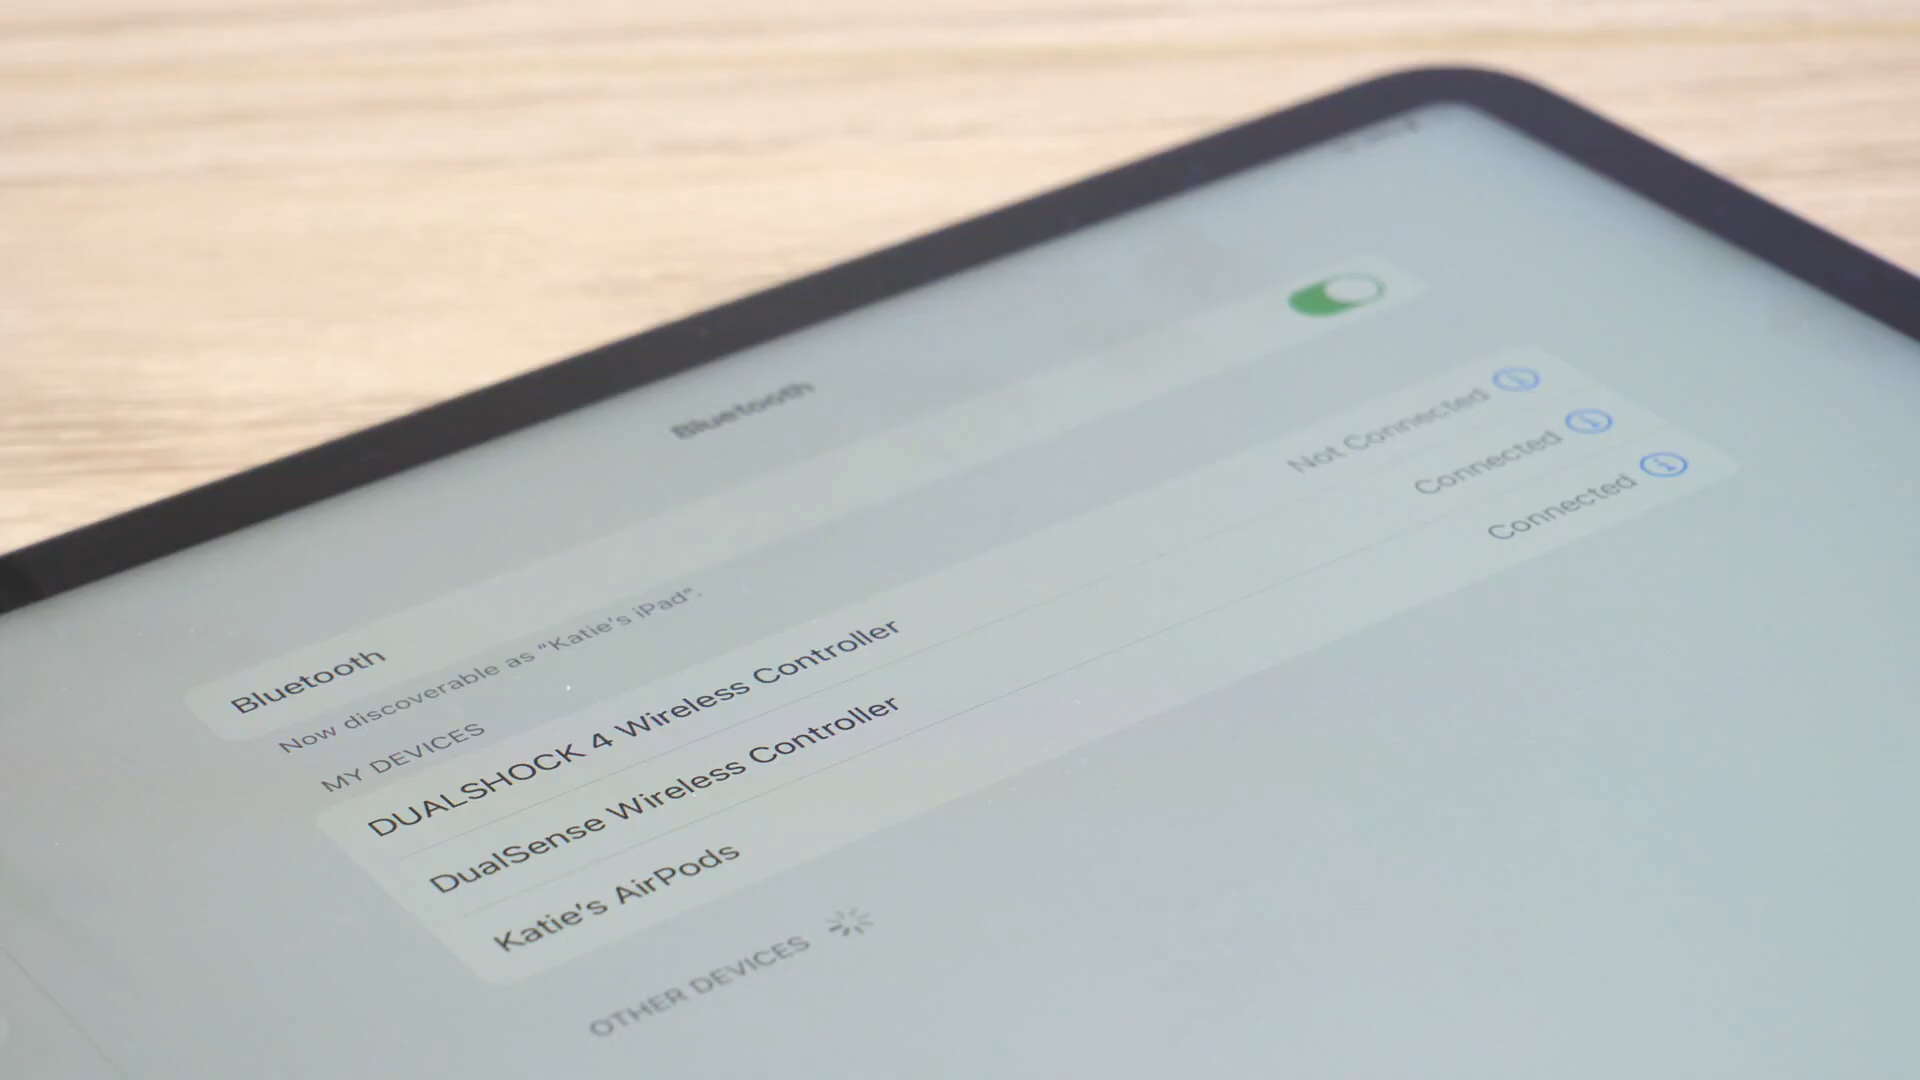 Bluetooth
Bluetooth
Now discoverable as “Katie’s iPad”.
MY DEVICES
DUALSHOCK 4 Wireless Controller Not Connected
DualSense Wireless Controller Connected
Katie’s AirPods Connected
OTHER DEVICES